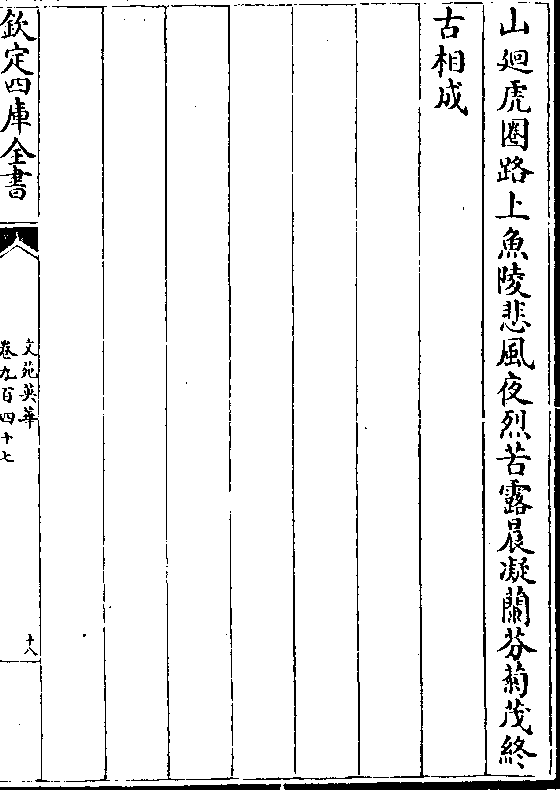 山廻虎圏路上魚陵悲風夜烈苦露晨凝蘭芬菊茂終
古相成
欽定四庫全書
文苑英華
卷九百四十七
十八